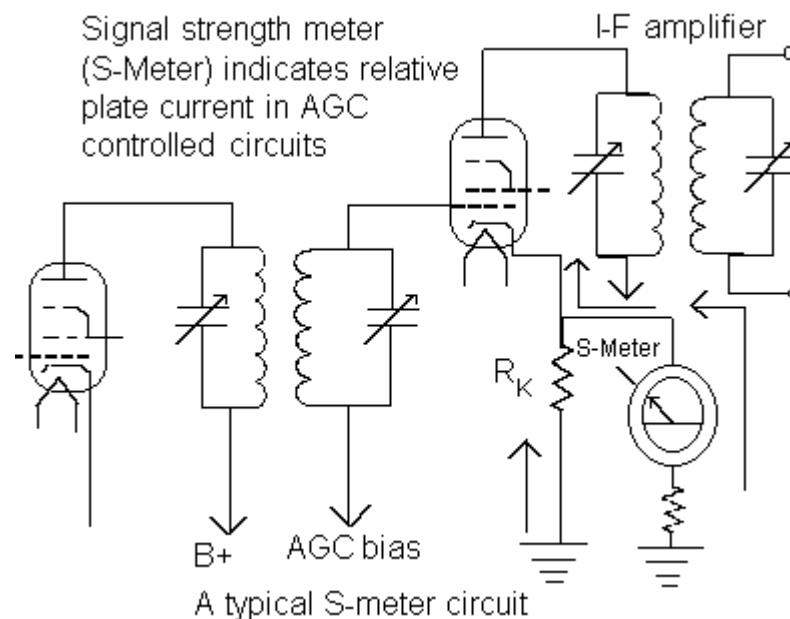 Signal strength meter
(S-Meter) indicates relative
plate current in AGC
controlled circuits
I-F amplifier
S-Meter
RK
B+
AGC bias
A typical S-meter circuit